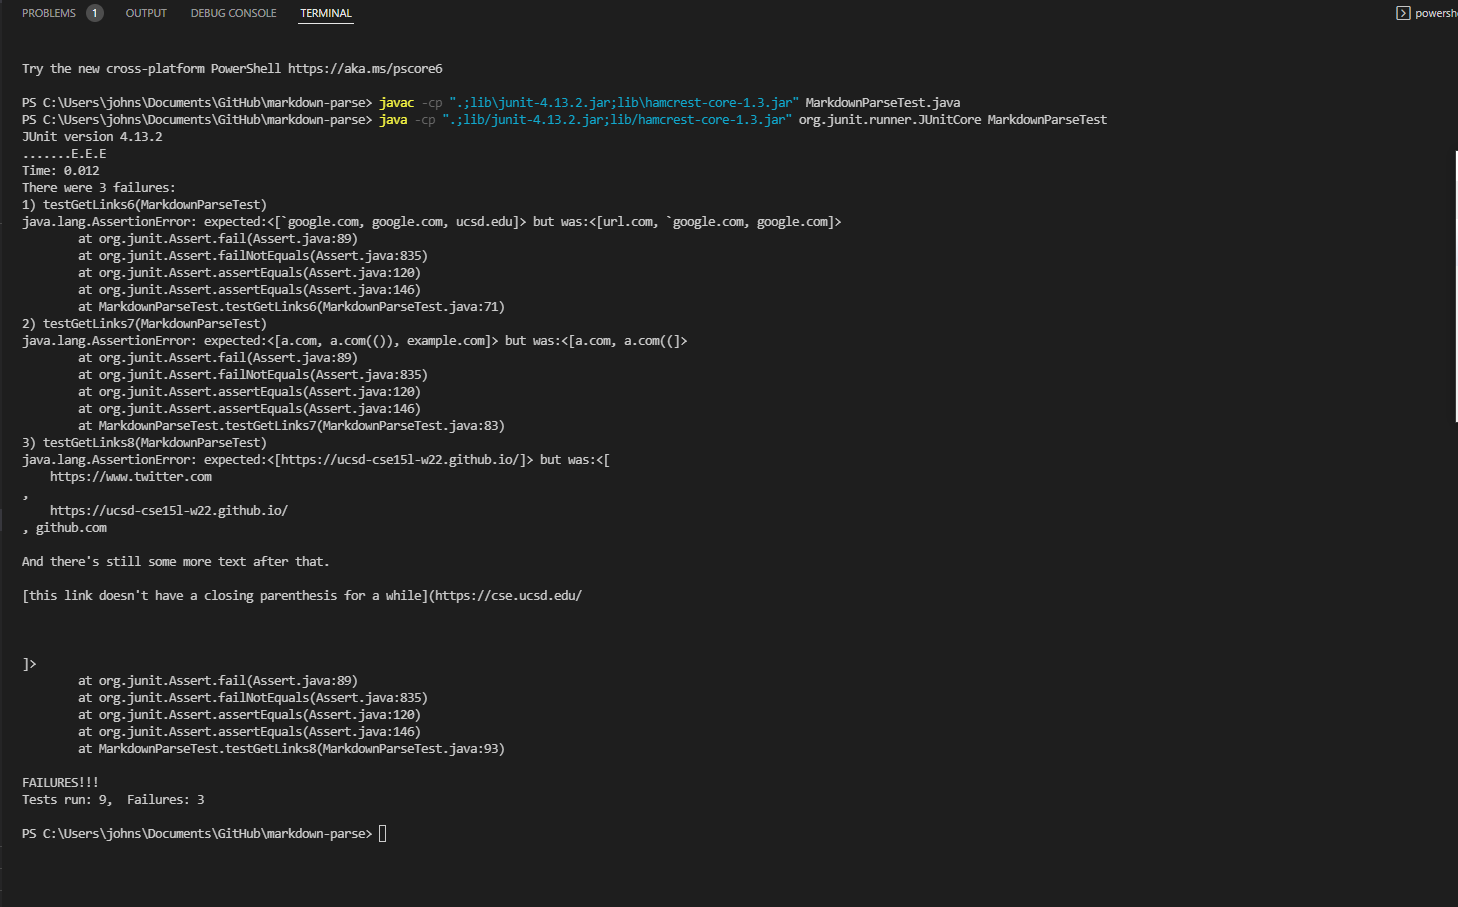 PROBLEMS 1 OUTPUT DEBUG CONSOLE TERMINAL
Try the new cross-platform PowerShell https://aka.ms/pscore6
PS C:\Users\johns\Documents\GitHub\markdown-parse> javac -cp ".;lib\junit-4.13.2.jar;lib\hamcrest-core-1.3.jar" MarkdownParseTest.java
PS C:\Users\johns\Documents\GitHub\markdown-parse> java -cp ".;lib/junit-4.13.2.jar;lib/hamcrest-core-1.3.jar" org.junit.runner.JUnitCore MarkdownParseTest
JUnit version 4.13.2
.......E.E.E
Time: 0.012
There were 3 failures:
1) testGetLinks6(MarkdownParseTest)
java.lang.AssertionError: expected:<[`google.com, google.com, ucsd.edu]> but was:<[url.com, `google.com, google.com]>
at org.junit.Assert.fail(Assert.java:89)
at org.junit.Assert.failNotEquals(Assert.java:835)
at org.junit.Assert.assertEquals(Assert.java:120)
at org.junit.Assert.assertEquals(Assert.java:146)
at MarkdownParseTest.testGetLinks6(MarkdownParseTest.java:71)
2) testGetLinks7(MarkdownParseTest)
java.lang.AssertionError: expected:<[a.com, a.com(()), example.com]> but was:<[a.com, a.com((]>
at org.junit.Assert.fail(Assert.java:89)
at org.junit.Assert.failNotEquals(Assert.java:835)
at org.junit.Assert.assertEquals(Assert.java:120)
at org.junit.Assert.assertEquals(Assert.java:146)
at MarkdownParseTest.testGetLinks7(MarkdownParseTest.java:83)
3) testGetLinks8(MarkdownParseTest)
java.lang.AssertionError: expected:<[https://ucsd-cse15l-w22.github.io/]> but was:<[
https://www.twitter.com
,
https://ucsd-cse15l-w22.github.io/
, github.com
And there's still some more text after that.
[this link doesn't have a closing parenthesis for a while](https://cse.ucsd.edu/
]>
at org.junit.Assert.fail(Assert.java:89)
at org.junit.Assert.failNotEquals(Assert.java:835)
at org.junit.Assert.assertEquals(Assert.java:120)
at org.junit.Assert.assertEquals(Assert.java:146)
at MarkdownParseTest.testGetLinks8(MarkdownParseTest.java:93)
FAILURES!!!
Tests run: 9,  Failures: 3
PS C:\Users\johns\Documents\GitHub\markdown-parse>